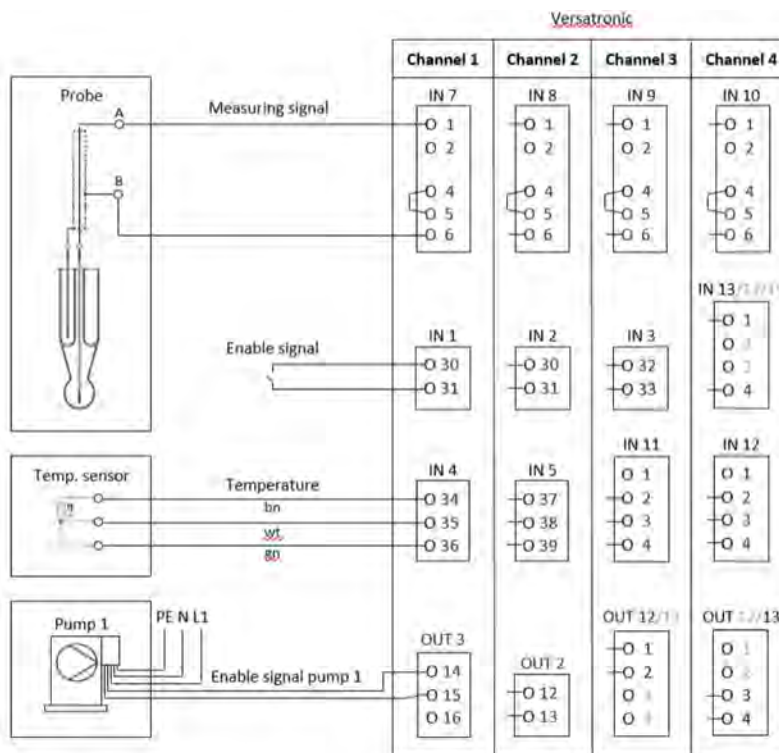 Versatronic
Channel 1 Channel 2 Channel 3 Channel 4
Probe
A
B
Measuring signal
IN 7 IN 8 IN 9 IN 10
1 1 1 1
2 2 2 2
4 4 4 4
5 5 5 5
6 6 6 6
IN 13
1
4
Enable signal
IN 1 IN 2 IN 3
30 30 32
31 31 33
Temp. sensor
Temperature
bn
wt
gn
IN 4 IN 5 IN 11 IN 12
34 37 1 1
35 38 2 2
36 39 3 3
4 4
Pump 1
PE N L1
Enable signal pump 1
OUT 3 OUT 2 OUT 12 OUT /13
14 12 1
15 13 2 3
16 4